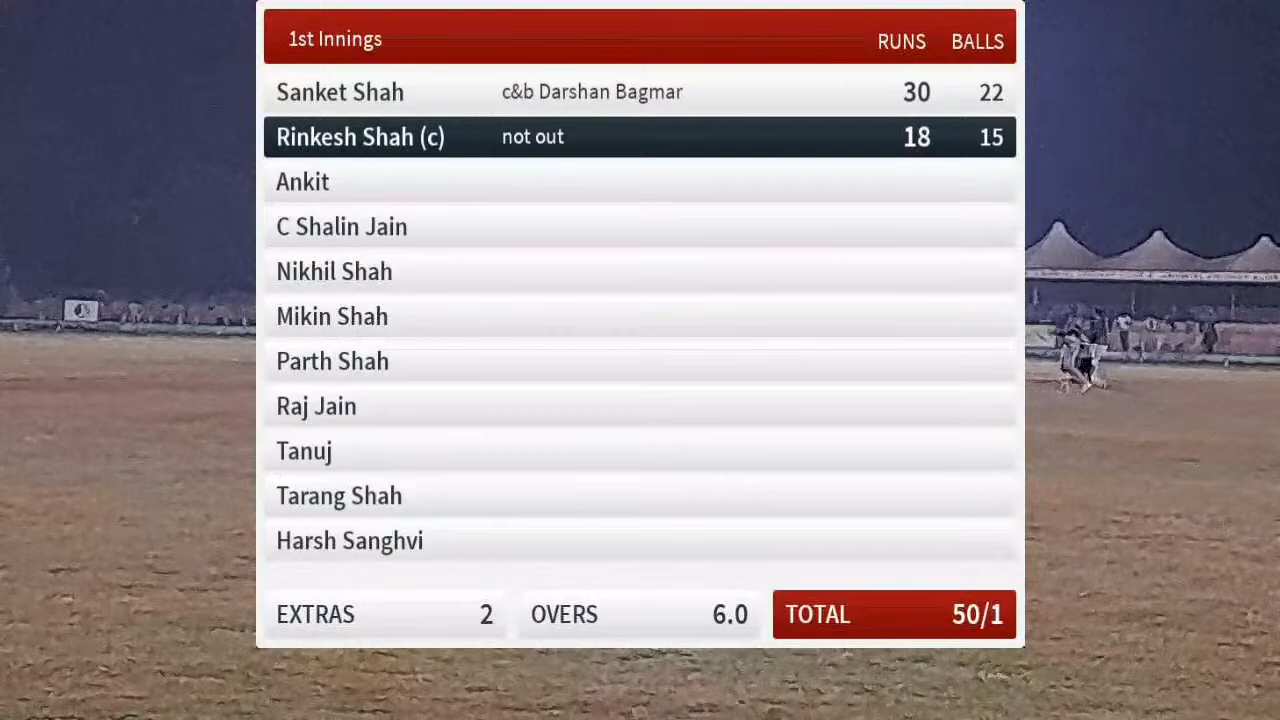 1st Innings RUNS BALLS
Sanket Shah c&b Darshan Bagmar 30 22
Rinkesh Shah (c) not out 18 15
Ankit
C Shalin Jain
Nikhil Shah
Mikin Shah
Parth Shah
Raj Jain
Tanuj
Tarang Shah
Harsh Sanghvi
EXTRAS 2 OVERS 6.0 TOTAL 50/1